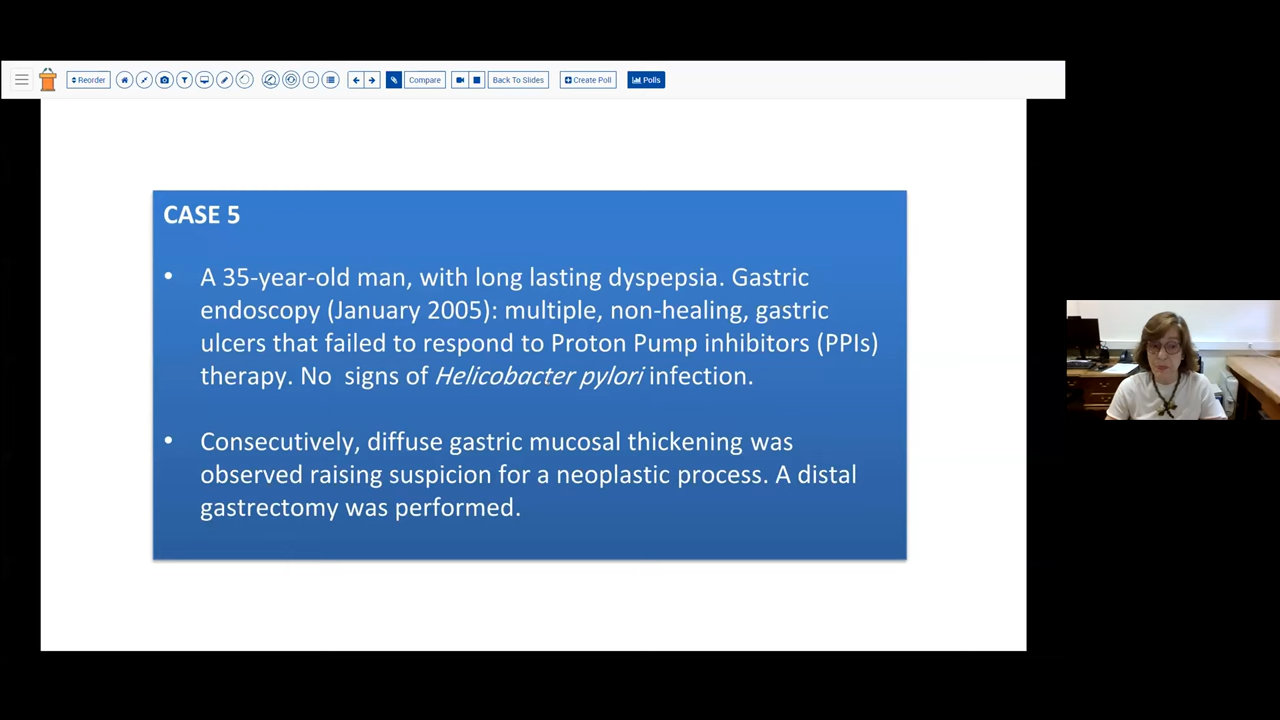 Reorder
Compare
Back To Slides
Create Poll
Polls
CASE 5
• A 35-year-old man, with long lasting dyspepsia. Gastric
endoscopy (January 2005): multiple, non-healing, gastric
ulcers that failed to respond to Proton Pump inhibitors (PPIs)
therapy. No signs of Helicobacter pylori infection.
• Consecutively, diffuse gastric mucosal thickening was
observed raising suspicion for a neoplastic process. A distal
gastrectomy was performed.